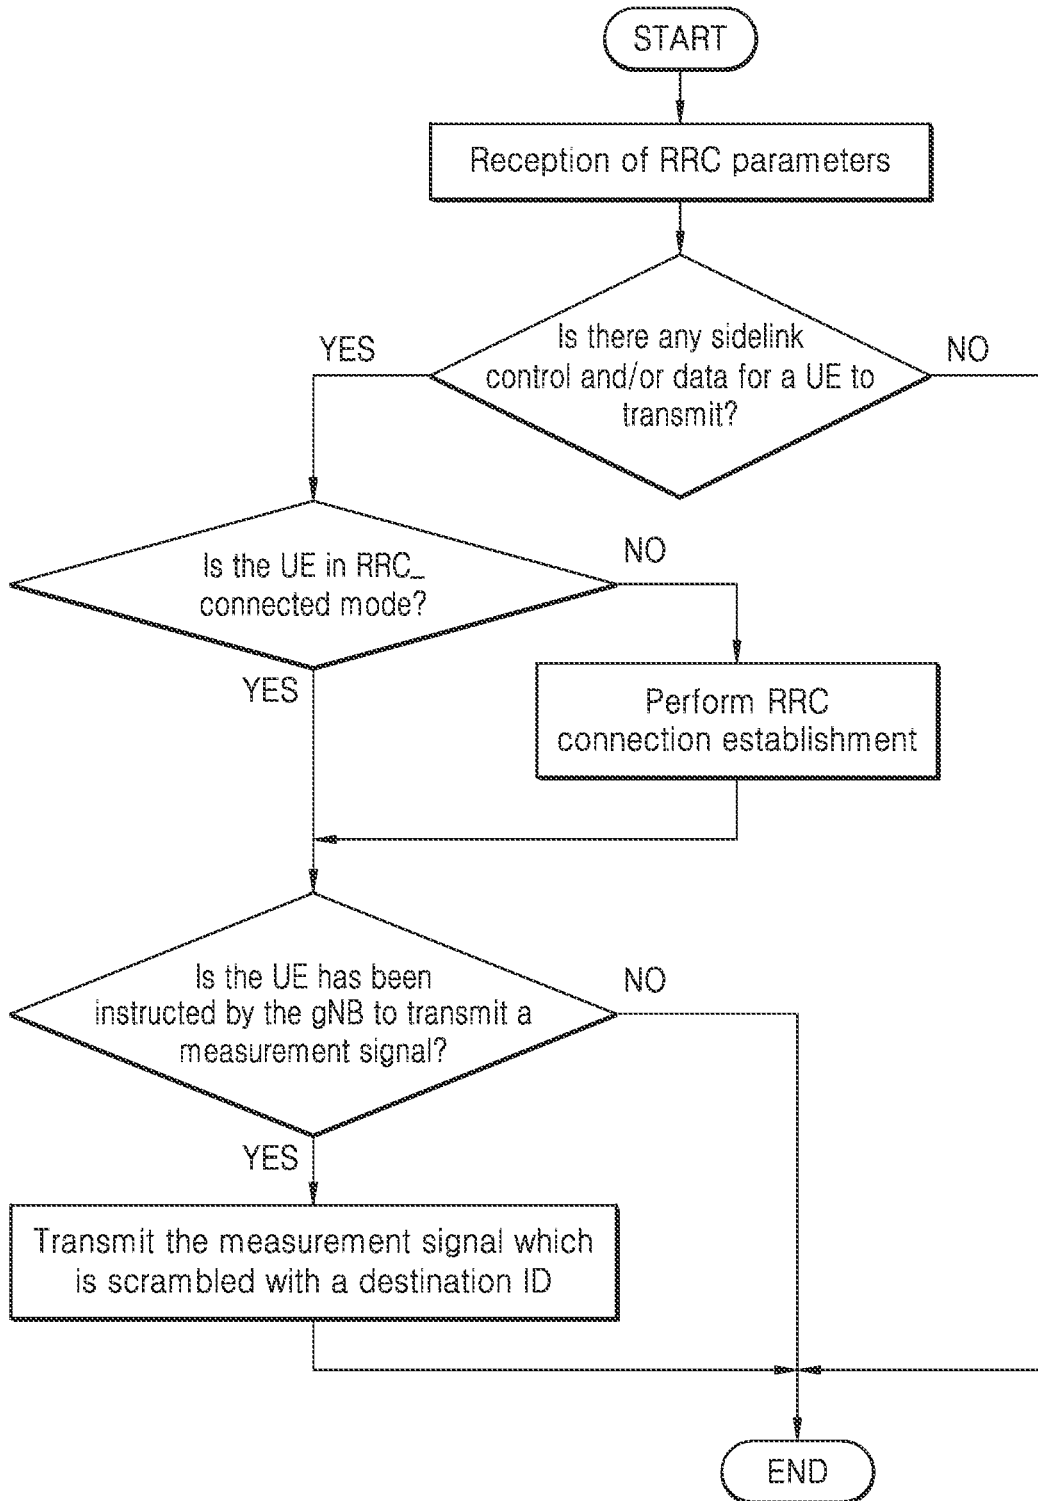 START
Reception of RRC parameters
Is there any sidelink
control and/or data for a UE to
transmit?
YES
NO
Is the UE in RRC_
connected mode?
NO
YES
Perform RRC
connection establishment
Is the UE has been
instructed by the gNB to transmit a
measurement signal?
NO
YES
Transmit the measurement signal which
is scrambled with a destination ID
END